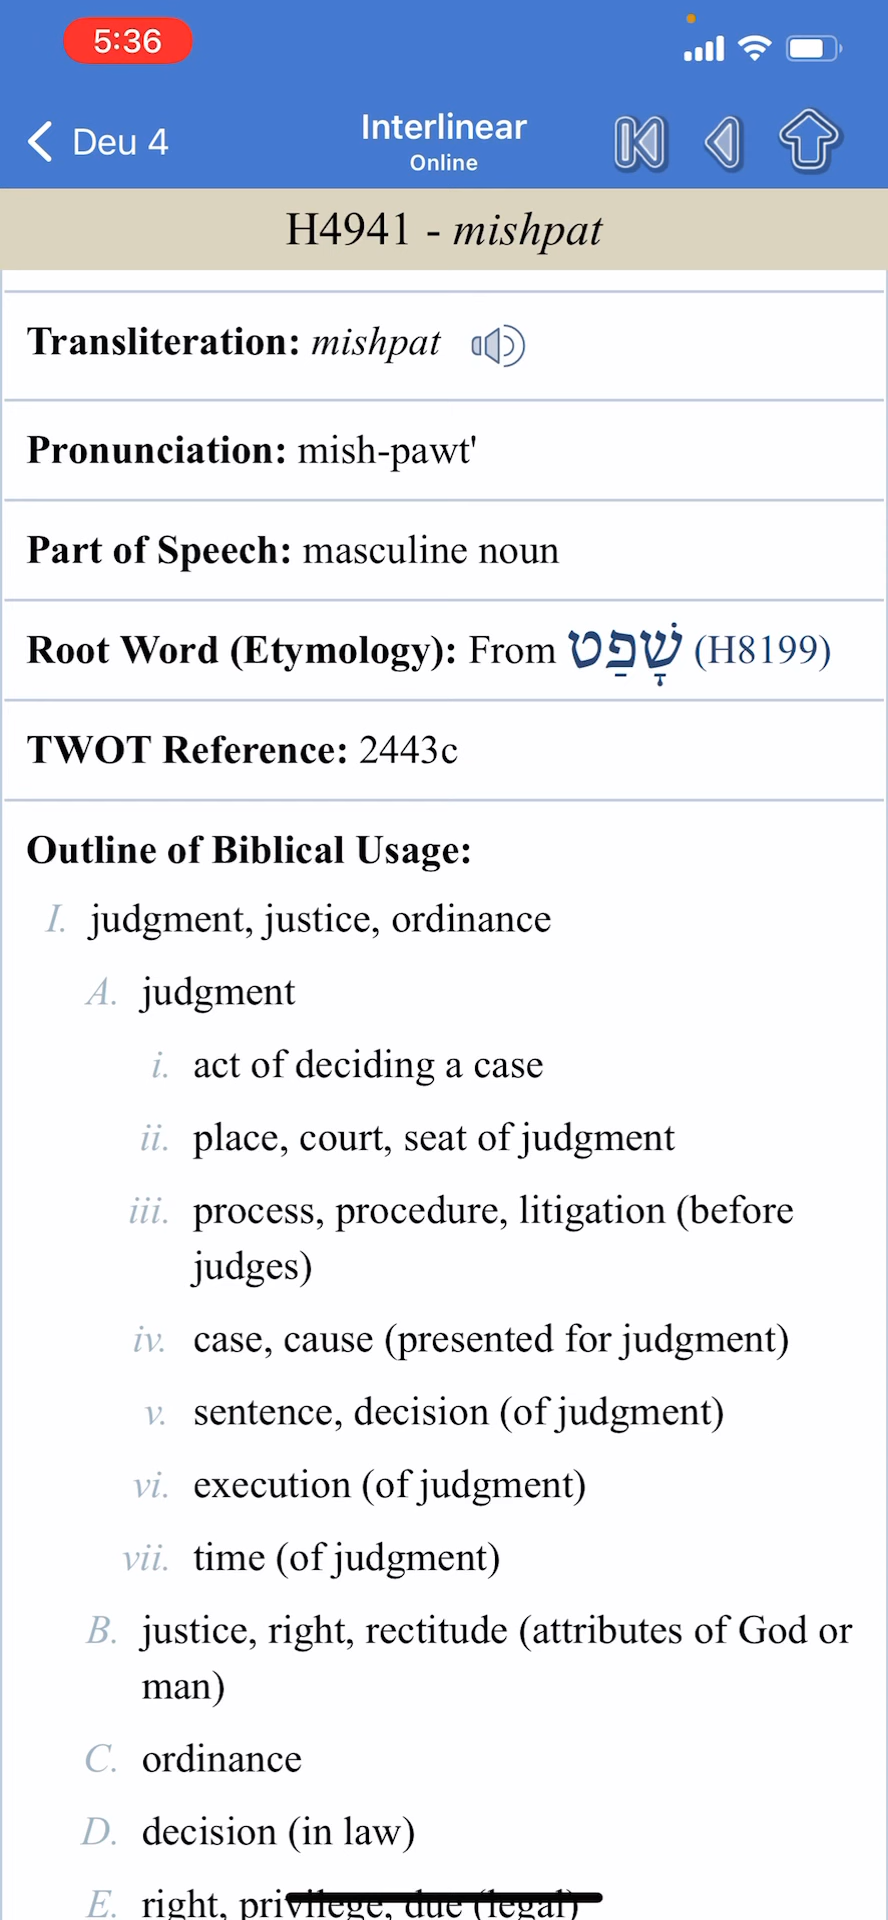 5:36
Deu 4
Interlinear
Online
H4941 - mishpat
Transliteration: mishpat
Pronunciation: mish-pawt'
Part of Speech: masculine noun
Root Word (Etymology): From שָׁפַט (H8199)
TWOT Reference: 2443c
Outline of Biblical Usage:
I. judgment, justice, ordinance
A. judgment
i. act of deciding a case
ii. place, court, seat of judgment
iii. process, procedure, litigation (before
judges)
iv. case, cause (presented for judgment)
v. sentence, decision (of judgment)
vi. execution (of judgment)
vii. time (of judgment)
B. justice, right, rectitude (attributes of God or
man)
C. ordinance
D. decision (in law)
E. right, privilege, due (legal)